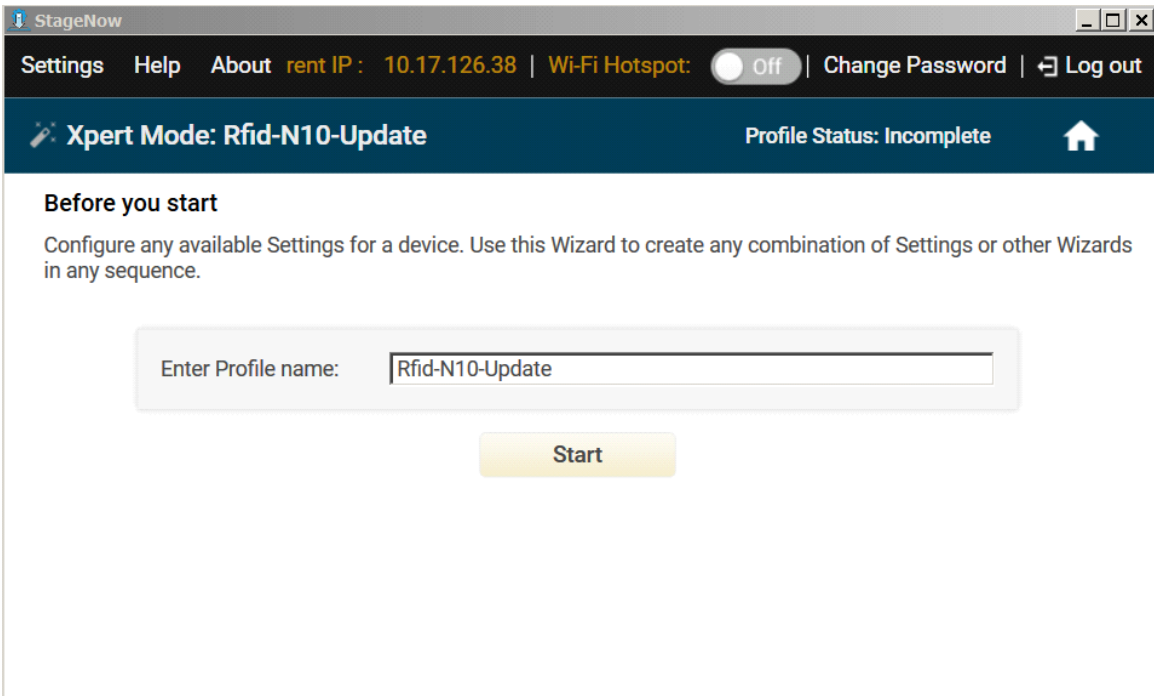 StageNow
Settings Help About rent IP : 10.17.126.38 | Wi-Fi Hotspot: Off | Change Password | Log out
Xpert Mode: Rfid-N10-Update Profile Status: Incomplete
Before you start
Configure any available Settings for a device. Use this Wizard to create any combination of Settings or other Wizards
in any sequence.
Enter Profile name: Rfid-N10-Update
Start